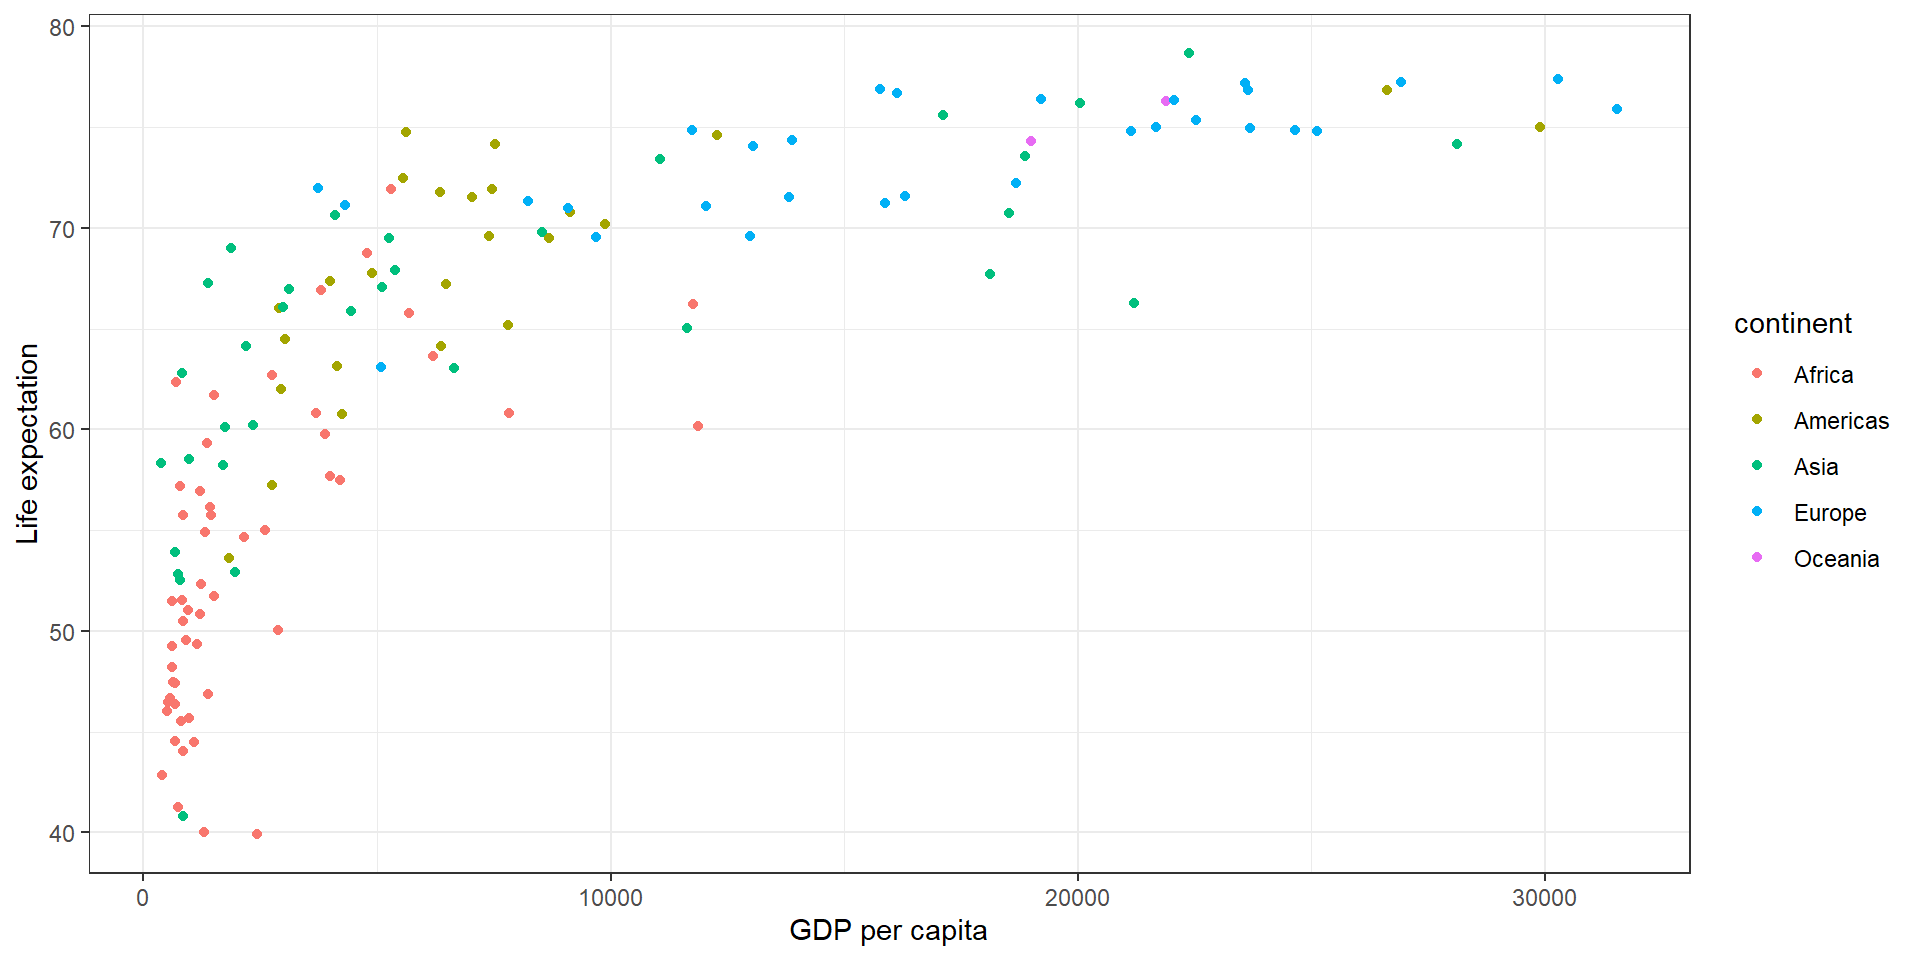 80
70
60
50
40
Life expectation
0 10000 20000 30000
GDP per capita
continent
Africa
Americas
Asia
Europe
Oceania